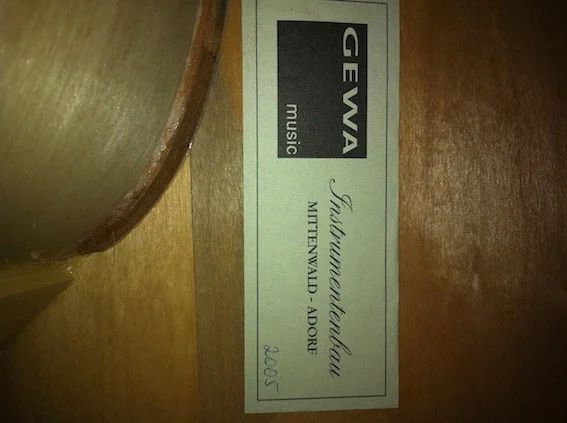 GEWA
music
Instrumentenbau
MITTENWALD - ADORF
2005